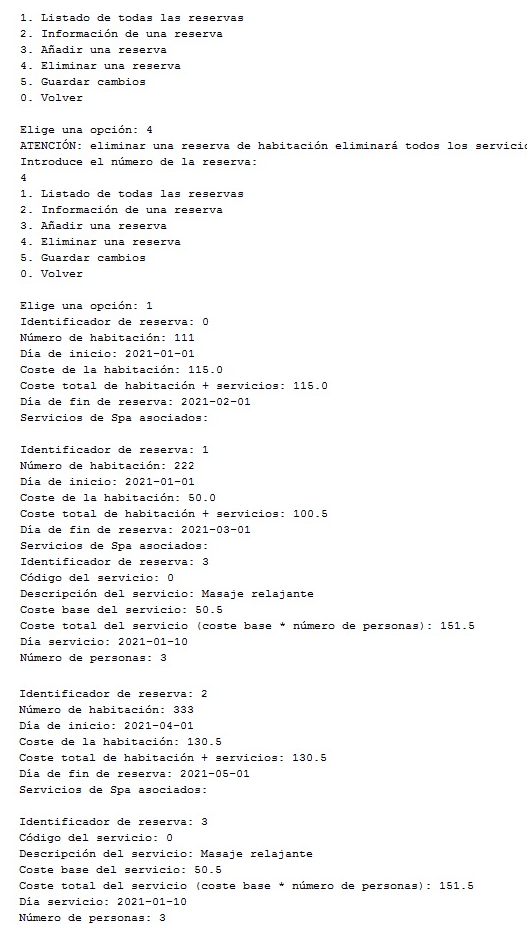 1. Listado de todas las reservas
2. Información de una reserva
3. Añadir una reserva
4. Eliminar una reserva
5. Guardar cambios
0. Volver
Elige una opción: 4
ATENCIÓN: eliminar una reserva de habitación eliminará todos los servicio
Introduce el número de la reserva:
4
1. Listado de todas las reservas
2. Información de una reserva
3. Añadir una reserva
4. Eliminar una reserva
5. Guardar cambios
0. Volver
Elige una opción: 1
Identificador de reserva: 0
Número de habitación: 111
Día de inicio: 2021-01-01
Coste de la habitación: 115.0
Coste total de habitación + servicios: 115.0
Día de fin de reserva: 2021-02-01
Servicios de Spa asociados:
Identificador de reserva: 1
Número de habitación: 222
Día de inicio: 2021-01-01
Coste de la habitación: 50.0
Coste total de habitación + servicios: 100.5
Día de fin de reserva: 2021-03-01
Servicios de Spa asociados:
Identificador de reserva: 3
Código del servicio: 0
Descripción del servicio: Masaje relajante
Coste base del servicio: 50.5
Coste total del servicio (coste base * número de personas): 151.5
Día servicio: 2021-01-10
Número de personas: 3
Identificador de reserva: 2
Número de habitación: 333
Día de inicio: 2021-04-01
Coste de la habitación: 130.5
Coste total de habitación + servicios: 130.5
Día de fin de reserva: 2021-05-01
Servicios de Spa asociados:
Identificador de reserva: 3
Código del servicio: 0
Descripción del servicio: Masaje relajante
Coste base del servicio: 50.5
Coste total del servicio (coste base * número de personas): 151.5
Día servicio: 2021-01-10
Número de personas: 3